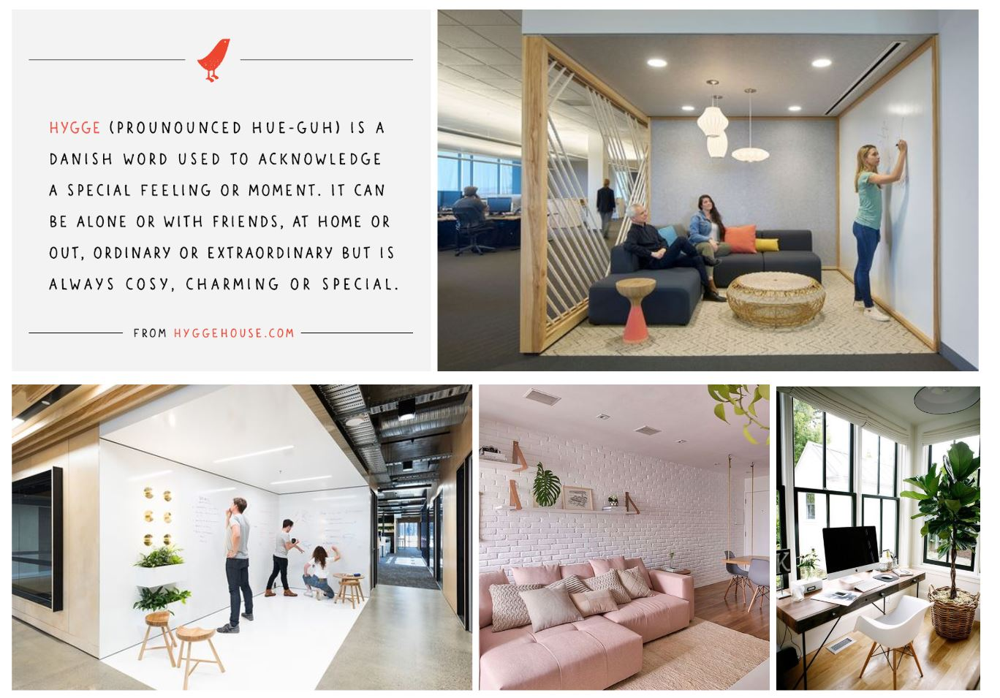 HYGGE (PROUNOUNCED HUE-GUH) IS A
DANISH WORD USED TO ACKNOWLEDGE
A SPECIAL FEELING OR MOMENT. IT CAN
BE ALONE OR WITH FRIENDS, AT HOME OR
OUT, ORDINARY OR EXTRAORDINARY BUT IS
ALWAYS COSY, CHARMING OR SPECIAL.
FROM HYGGEHOUSE.COM
K